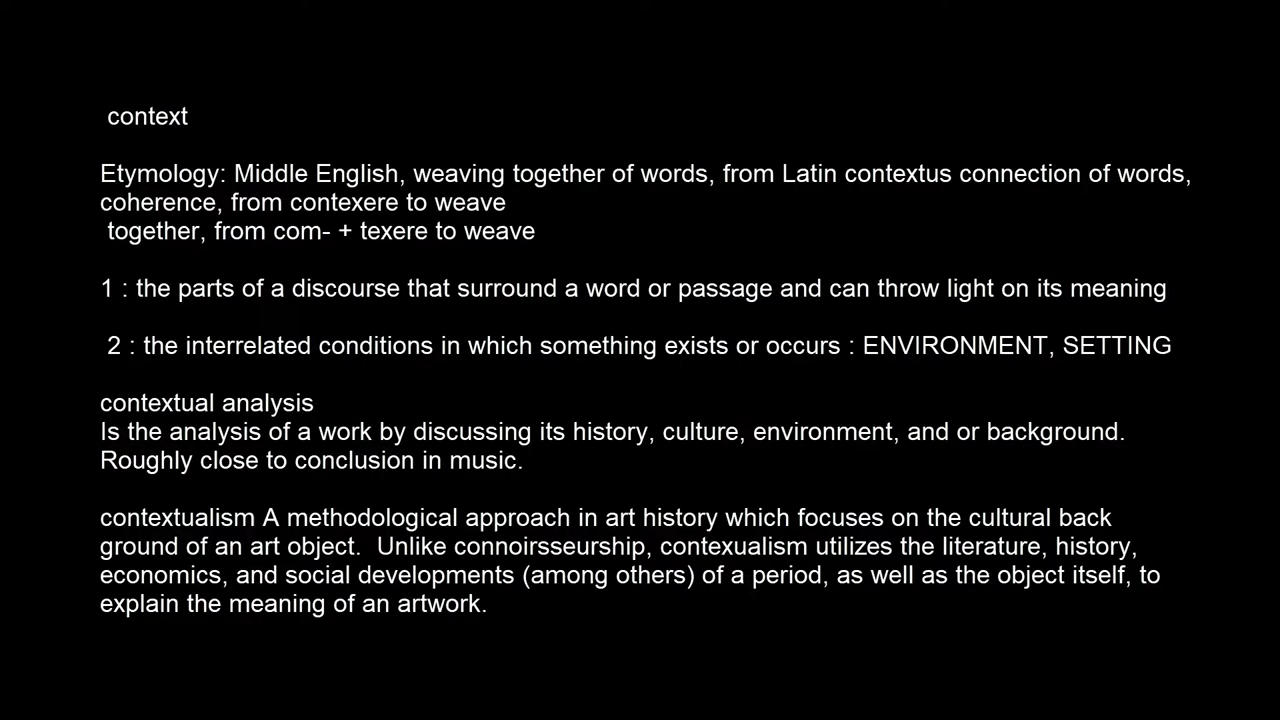 context
Etymology: Middle English, weaving together of words, from Latin contextus connection of words,
coherence, from contexere to weave
together, from com- + texere to weave
1 : the parts of a discourse that surround a word or passage and can throw light on its meaning
2 : the interrelated conditions in which something exists or occurs : ENVIRONMENT, SETTING
contextual analysis
Is the analysis of a work by discussing its history, culture, environment, and or background.
Roughly close to conclusion in music.
contextualism A methodological approach in art history which focuses on the cultural back
ground of an art object.  Unlike connoirsseurship, contexualism utilizes the literature, history,
economics, and social developments (among others) of a period, as well as the object itself, to
explain the meaning of an artwork.